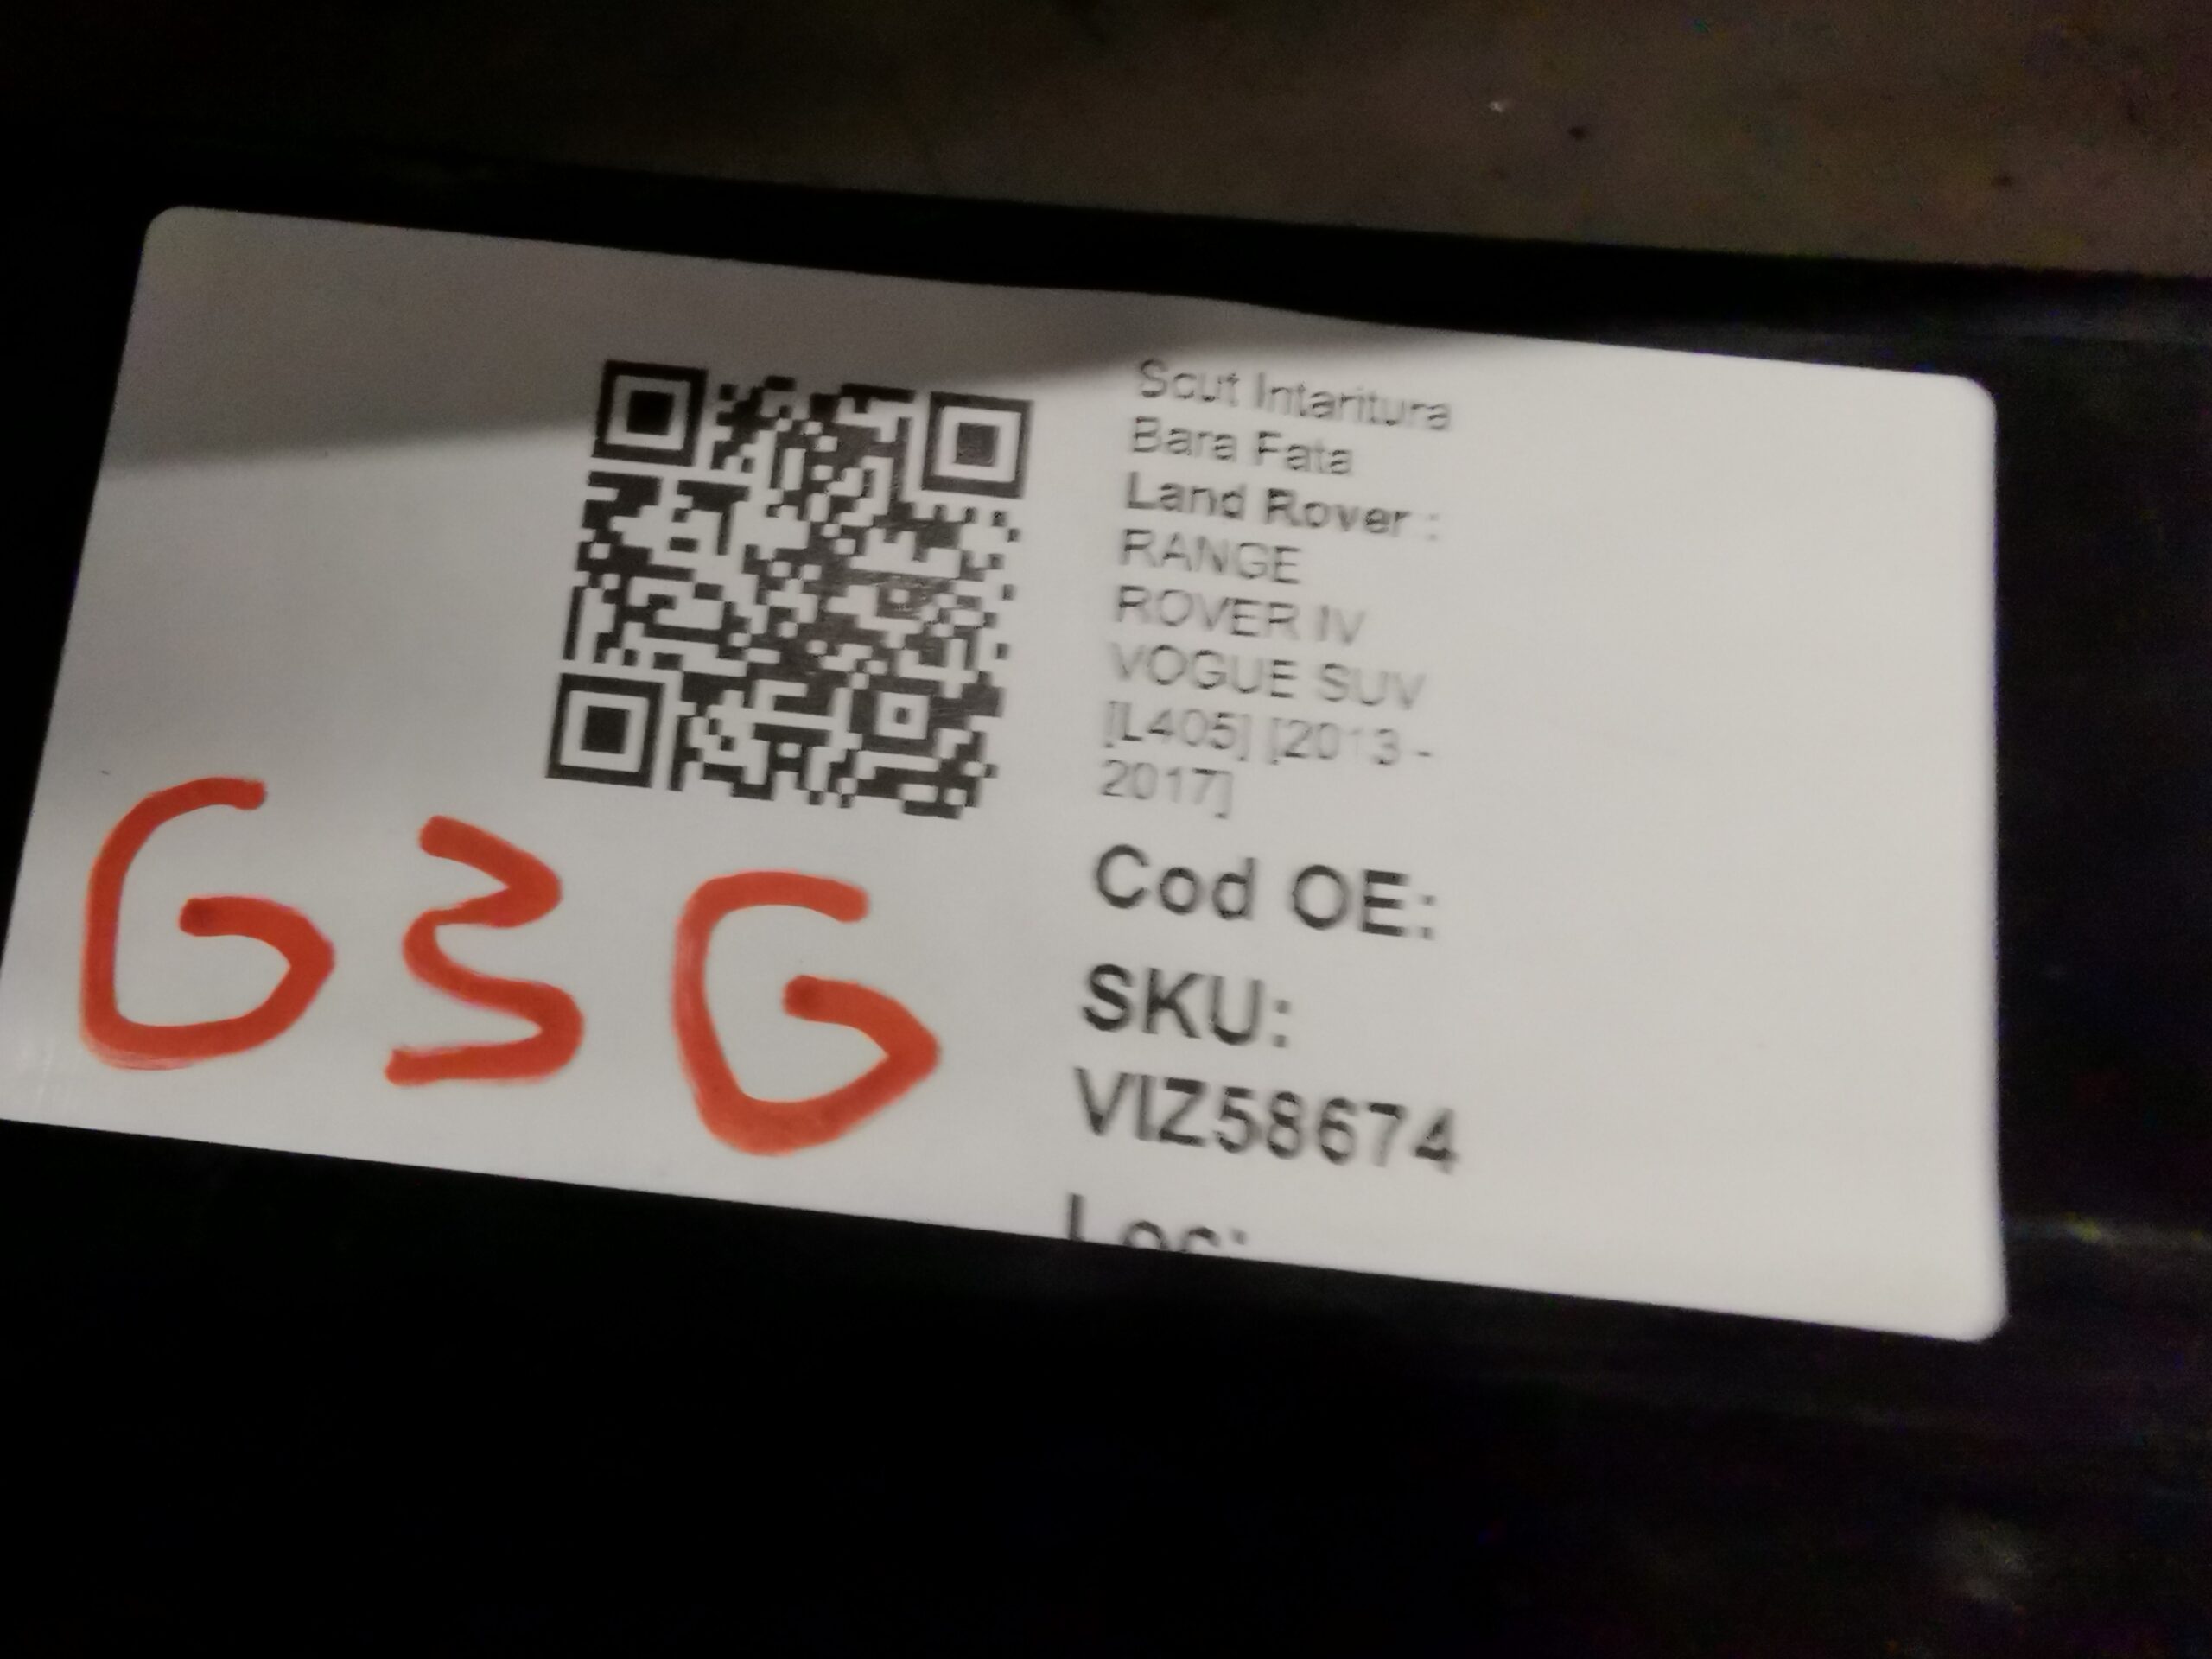 Scut Intaritura
Bara Fata
Land Rover :
RANGE
ROVER IV
VOGUE SUV
[L405] [2013 -
2017]
Cod OE:
SKU:
VIZ58674
Loc:
G3G